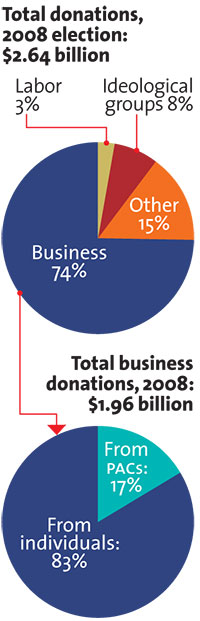 Total donations,
2008 election:
$2.64 billion
Labor
3%
Ideological
groups 8%
Other
15%
Business
74%
Total business
donations, 2008:
$1.96 billion
From
PACs:
17%
From
individuals:
83%